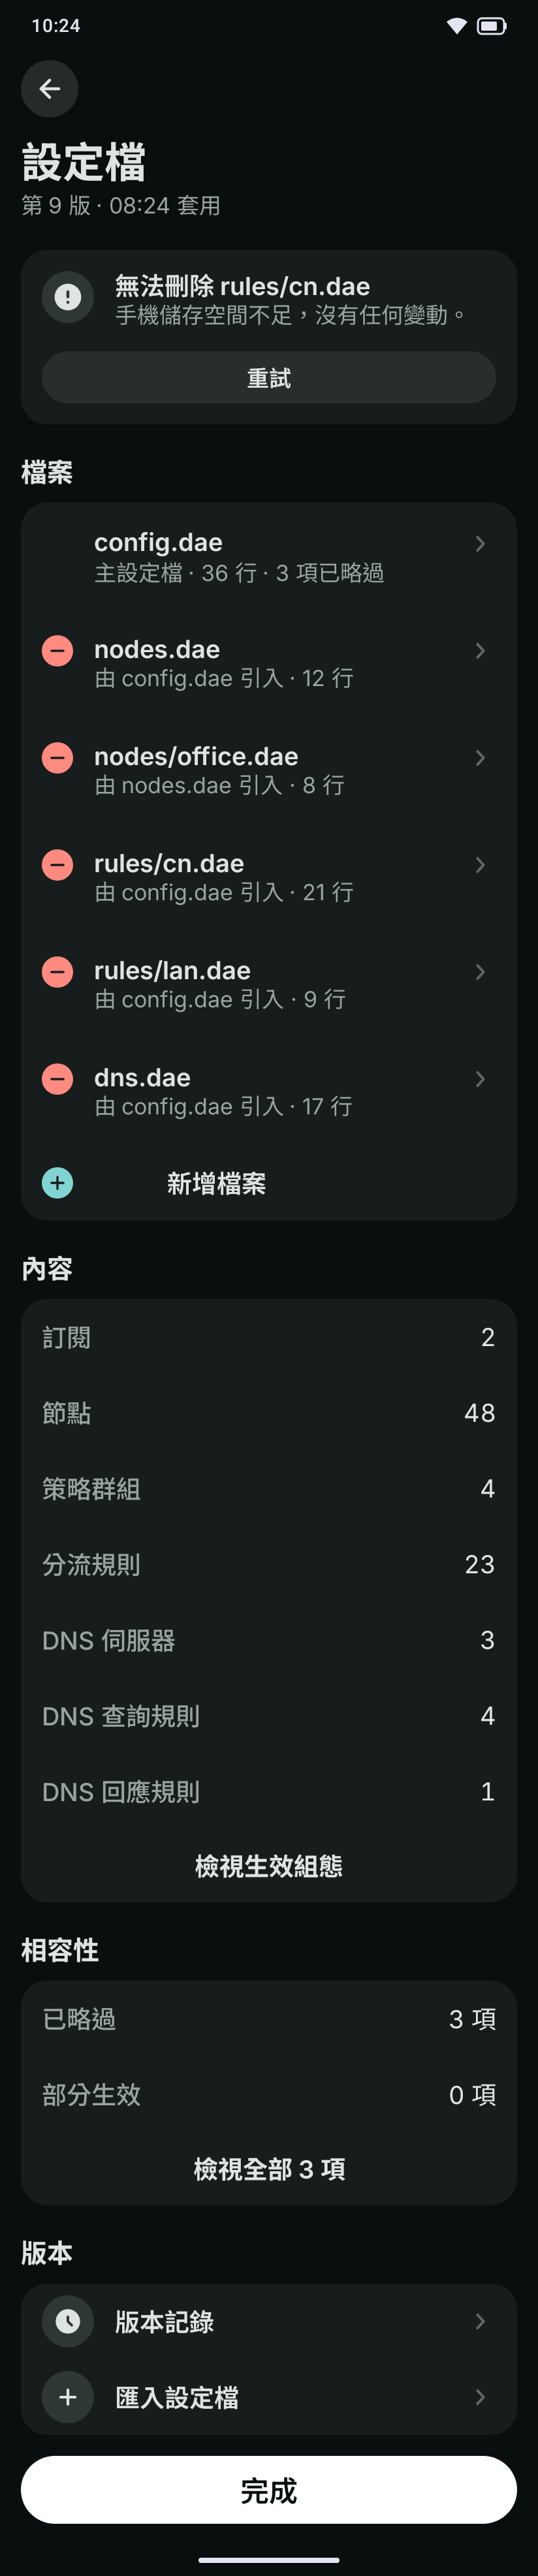 10:24
設定檔
第 9 版 · 08:24 套用
無法刪除 rules/cn.dae
手機儲存空間不足，沒有任何變動。
重試
檔案
config.dae
主設定檔 · 36 行 · 3 項已略過
nodes.dae
由 config.dae 引入 · 12 行
nodes/office.dae
由 nodes.dae 引入 · 8 行
rules/cn.dae
由 config.dae 引入 · 21 行
rules/lan.dae
由 config.dae 引入 · 9 行
dns.dae
由 config.dae 引入 · 17 行
新增檔案
內容
訂閱 2
節點 48
策略群組 4
分流規則 23
DNS 伺服器 3
DNS 查詢規則 4
DNS 回應規則 1
檢視生效組態
相容性
已略過 3 項
部分生效 0 項
檢視全部 3 項
版本
版本記錄
匯入設定檔
完成